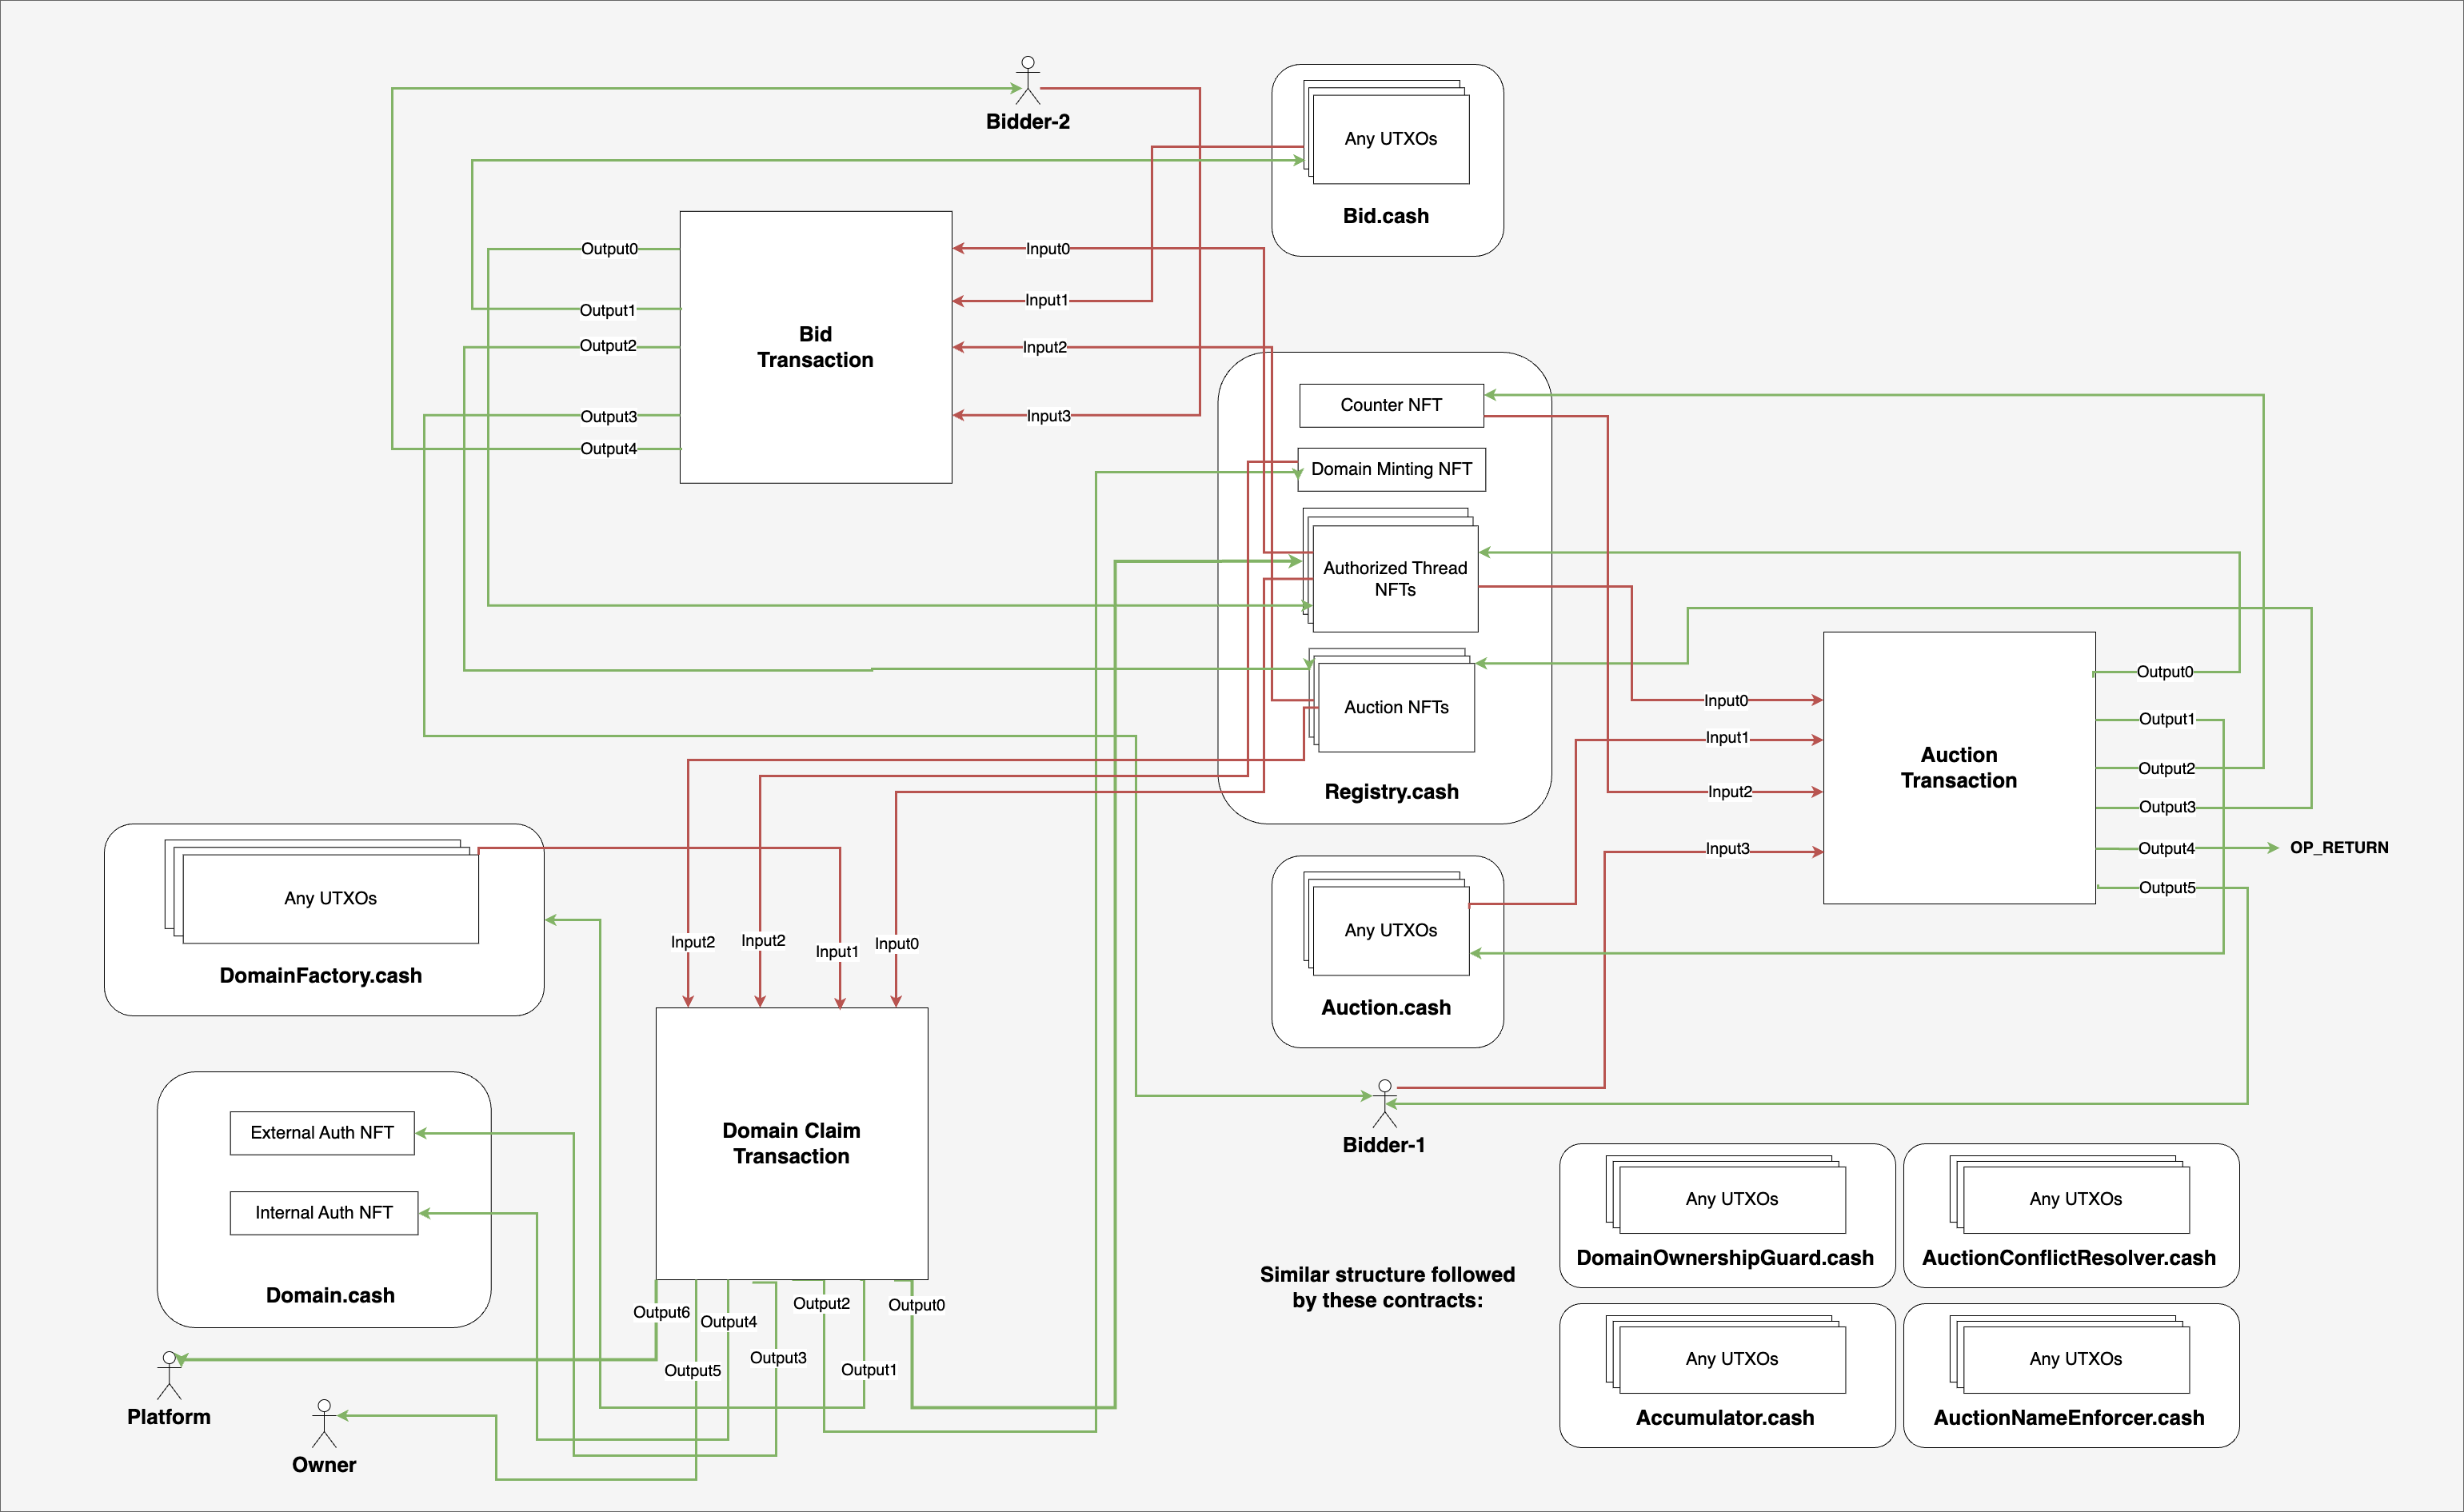 Bidder-2
Any UTXOs
Bid.cash
Bid
Transaction
Output0
Output1
Output2
Output3
Output4
Input0
Input1
Input2
Input3
Counter NFT
Domain Minting NFT
Authorized Thread
NFTs
Auction NFTs
Registry.cash
Auction
Transaction
Input0
Input1
Input2
Input3
Output0
Output1
Output2
Output3
Output4
Output5
OP_RETURN
Any UTXOs
DomainFactory.cash
Any UTXOs
Auction.cash
Input2
Input2
Input1
Input0
Domain Claim
Transaction
External Auth NFT
Internal Auth NFT
Domain.cash
Bidder-1
Output6
Output5
Output4
Output3
Output2
Output1
Output0
Platform
Owner
Similar structure followed
by these contracts:
Any UTXOs
DomainOwnershipGuard.cash
Any UTXOs
AuctionConflictResolver.cash
Any UTXOs
Accumulator.cash
Any UTXOs
AuctionNameEnforcer.cash